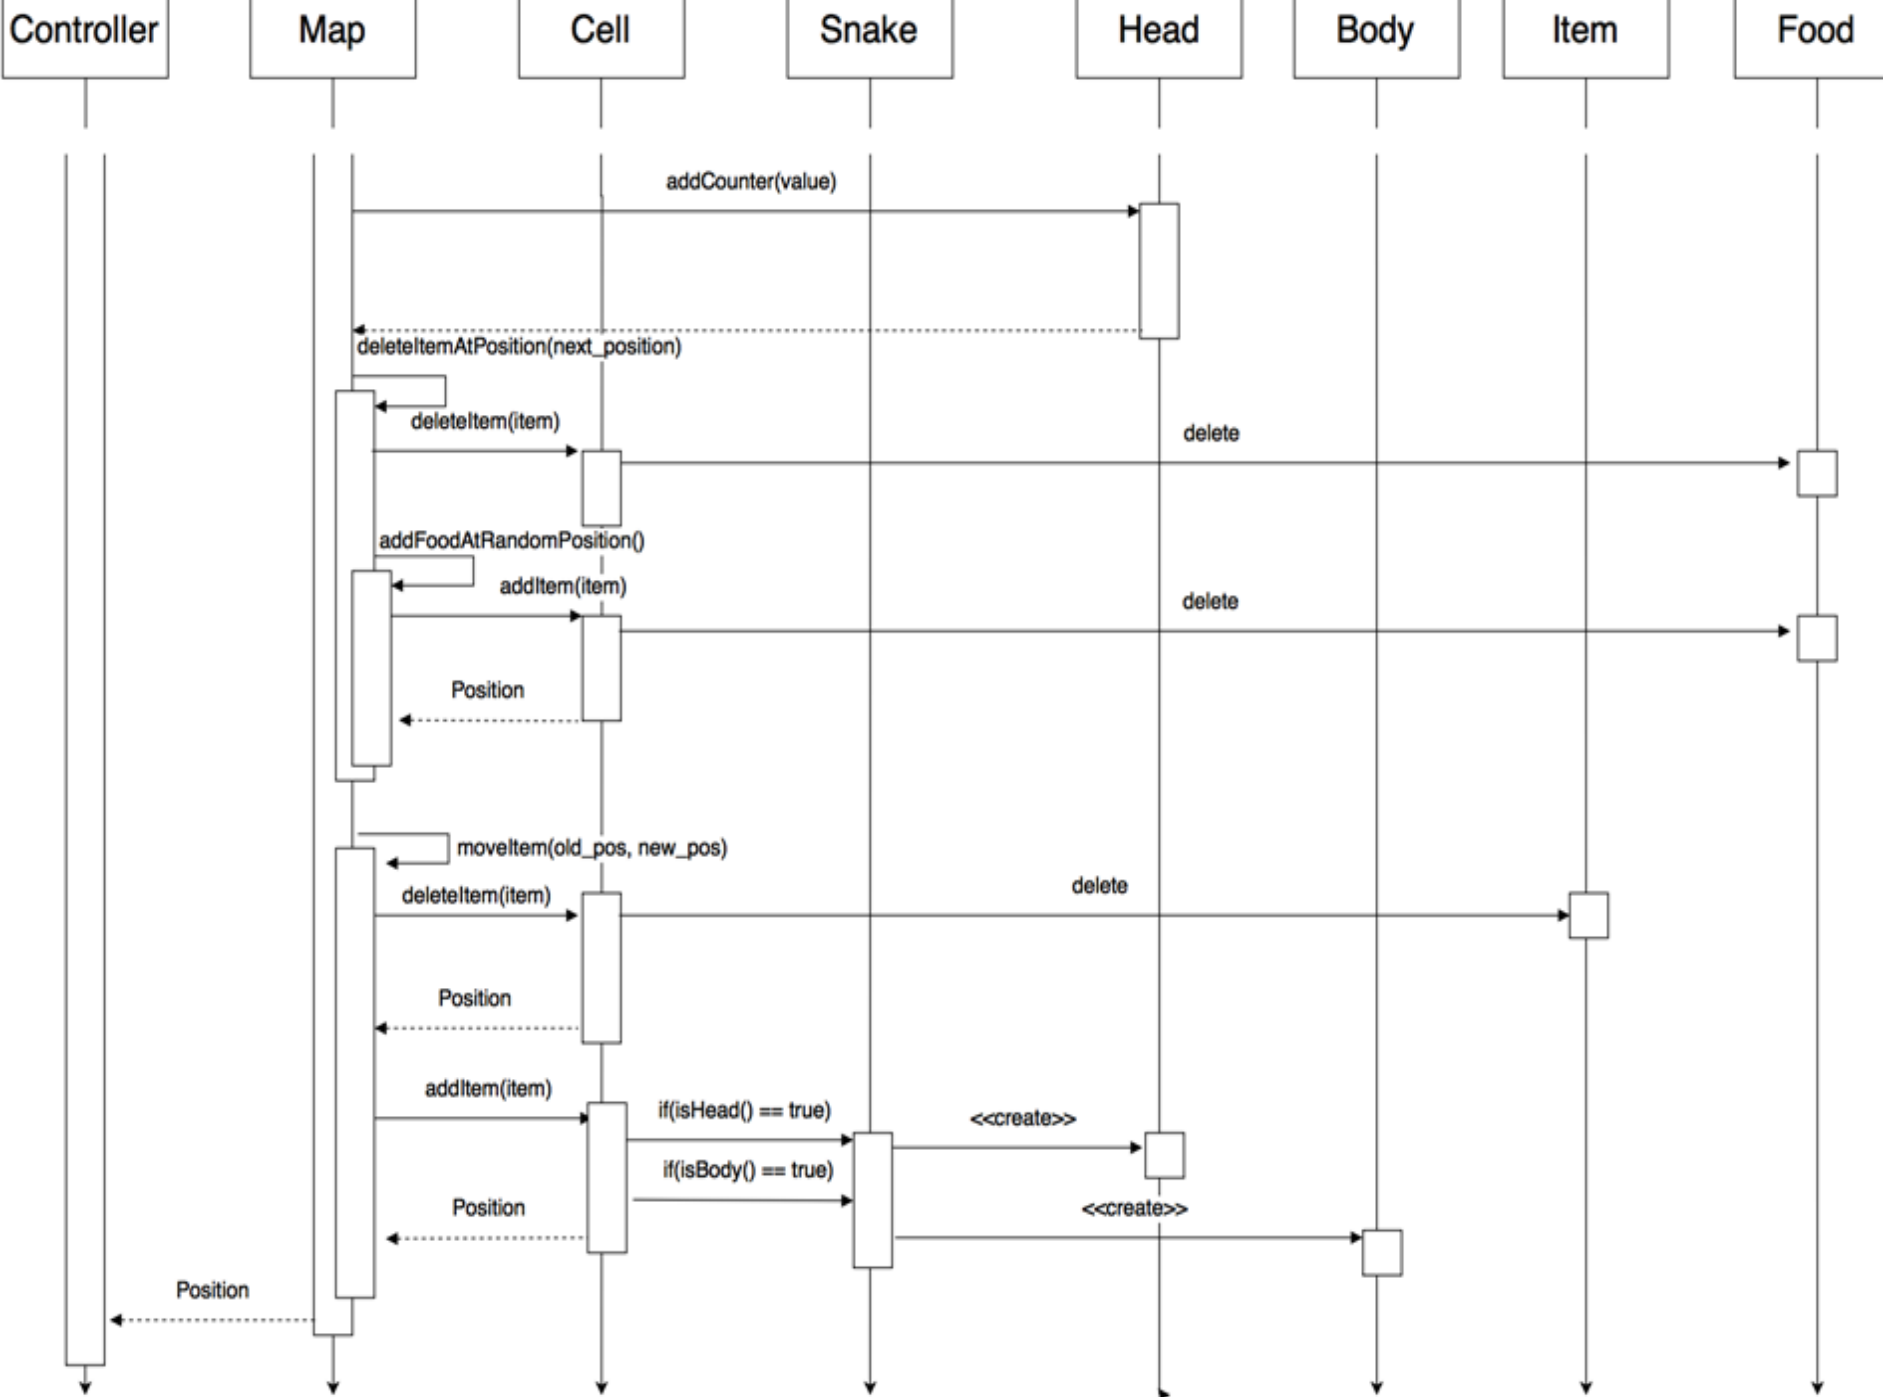 Controller
Map
Cell
Snake
Head
Body
Item
Food
addCounter(value)
deleteItemAtPosition(next_position)
deleteItem(item)
delete
addFoodAtRandomPosition()
addItem(item)
delete
Position
moveItem(old_pos, new_pos)
deleteItem(item)
delete
Position
addItem(item)
if(isHead() == true)
<<create>>
if(isBody() == true)
Position
<<create>>
Position